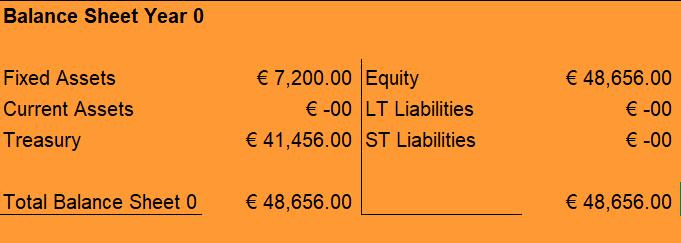 Balance Sheet Year 0
Fixed Assets € 7,200.00 Equity € 48,656.00
Current Assets € -00 LT Liabilities € -00
Treasury € 41,456.00 ST Liabilities € -00
Total Balance Sheet 0 € 48,656.00 € 48,656.00